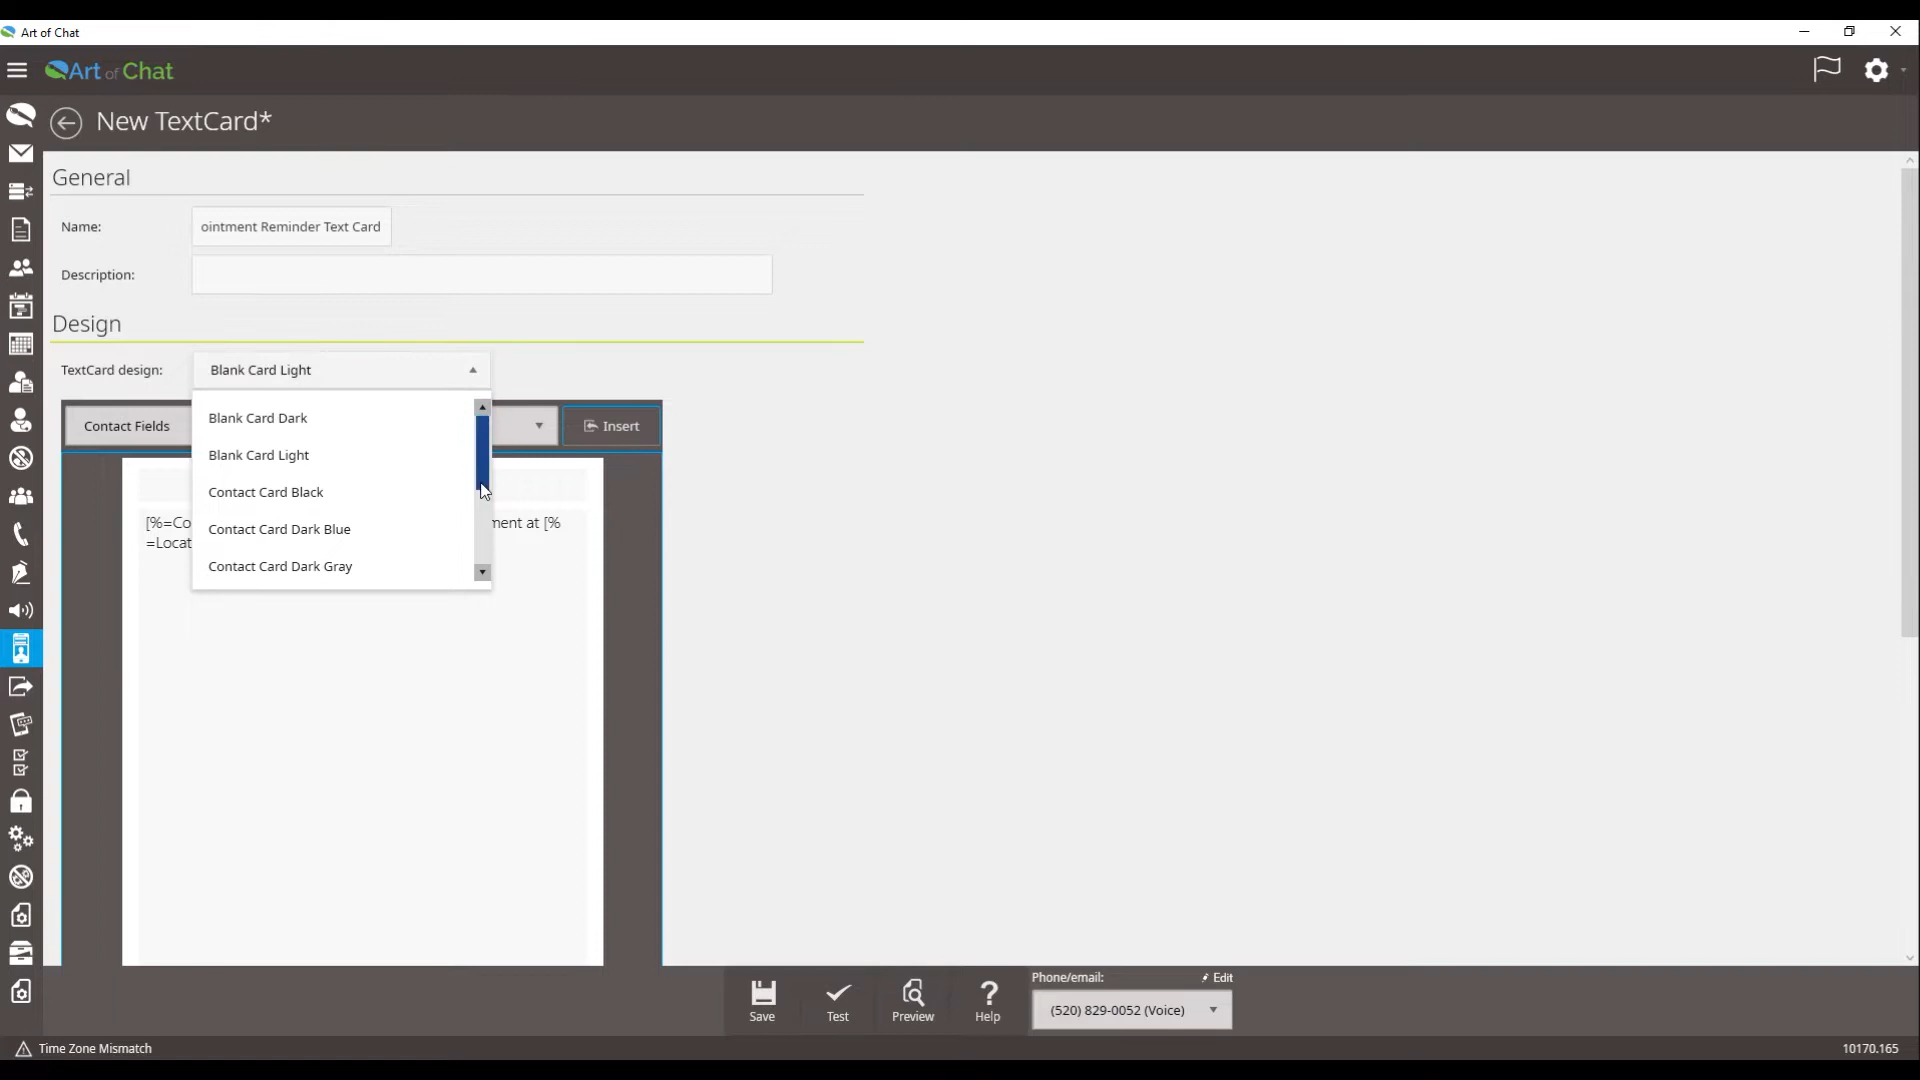 Art of Chat
Art of Chat
New TextCard*
General
Name:
ointment Reminder Text Card
Description:
Design
TextCard design:
Blank Card Light
Contact Fields
Insert
Blank Card Dark
Blank Card Light
Contact Card Black
Contact Card Dark Blue
Contact Card Dark Gray
[%=Co
ment at [%
=Locat
Save
Test
Preview
Help
Phone/email:
Edit
(520) 829-0052 (Voice)
Time Zone Mismatch
10170.165